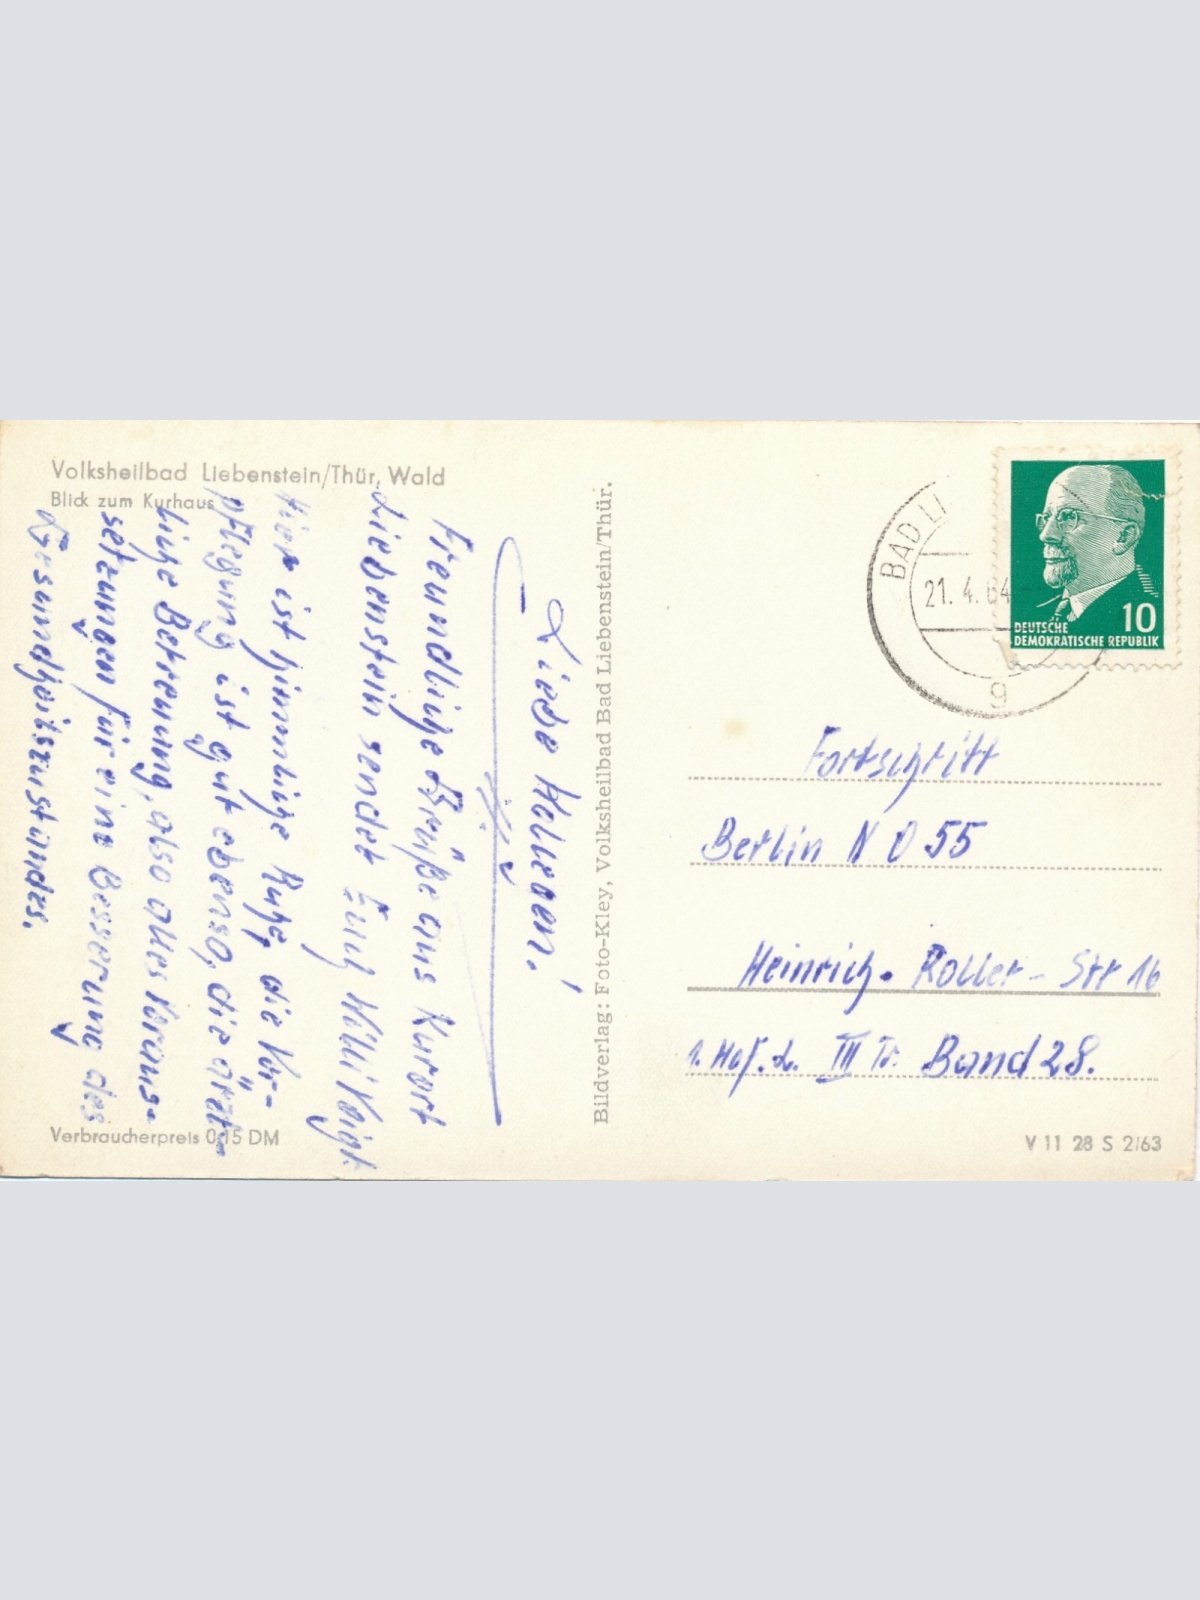 Volksheilbad Liebenstein/Thür. Wald
Blick zum Kurhaus
Liebe Kollegen!
Freundliche Grüße aus Kurort
Liebenstein sendet Euch Willi Voigt
Hier ist himmlige Ruhe, die Ver-
pflegung ist gut ebenso, die ärzt-
liche Betreuung, also alles Voraus-
setzungen für eine Besserung des
Gesundheitszustandes.
Verbraucherpreis 0,15 DM
Bildverlag: Foto-Kley, Volksheilbad Bad Liebenstein/Thür.
BAD LI
21. 4. 64
g
10
DEUTSCHE
DEMOKRATISCHE REPUBLIK
Fortschritt
Berlin N O 55
Heinrich-Roller-Str 16
1. Hof. L. III Tr. Band 28.
V 11 28 S 2/63